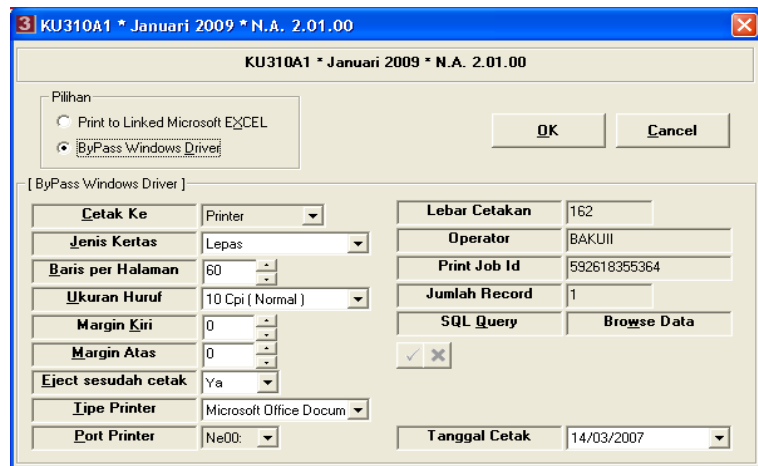 3 KU310A1 * Januari 2009 * N.A. 2.01.00
KU310A1 * Januari 2009 * N.A. 2.01.00
Pilihan
Print to Linked Microsoft EXCEL
ByPass Windows Driver
OK
Cancel
[ ByPass Windows Driver ]
Cetak Ke
Printer
Jenis Kertas
Lepas
Baris per Halaman
60
Ukuran Huruf
10 Cpi ( Normal )
Margin Kiri
0
Margin Atas
0
Eject sesudah cetak
Ya
Tipe Printer
Microsoft Office Docum
Port Printer
Ne00:
Lebar Cetakan
162
Operator
BAKUII
Print Job Id
592618355364
Jumlah Record
1
SQL Query
Browse Data
Tanggal Cetak
14/03/2007